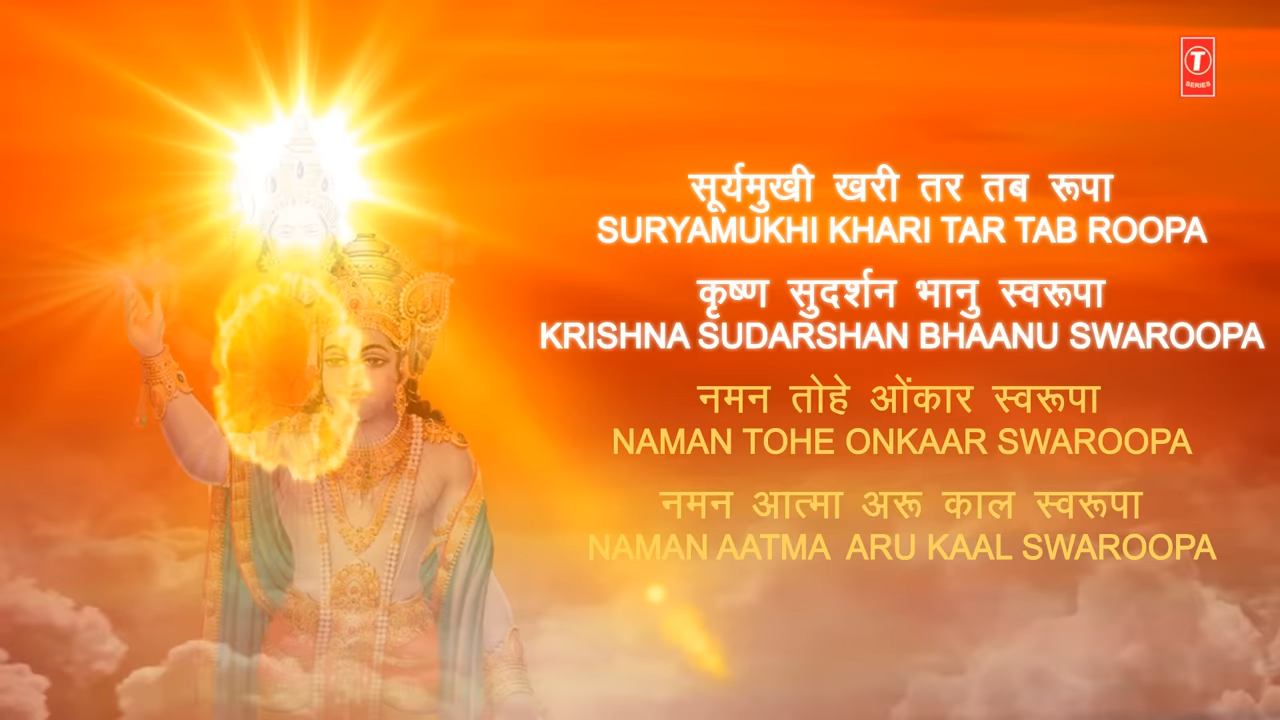 T
SERIES
सूर्यमुखी खरी तर तब रूपा
SURYAMUKHI KHARI TAR TAB ROOPA
कृष्ण सुदर्शन भानु स्वरूपा
KRISHNA SUDARSHAN BHAANU SWAROOPA
नमन तोहे ओंकार स्वरूपा
NAMAN TOHE ONKAAR SWAROOPA
नमन आत्मा अरू काल स्वरूपा
NAMAN AATMA ARU KAAL SWAROOPA